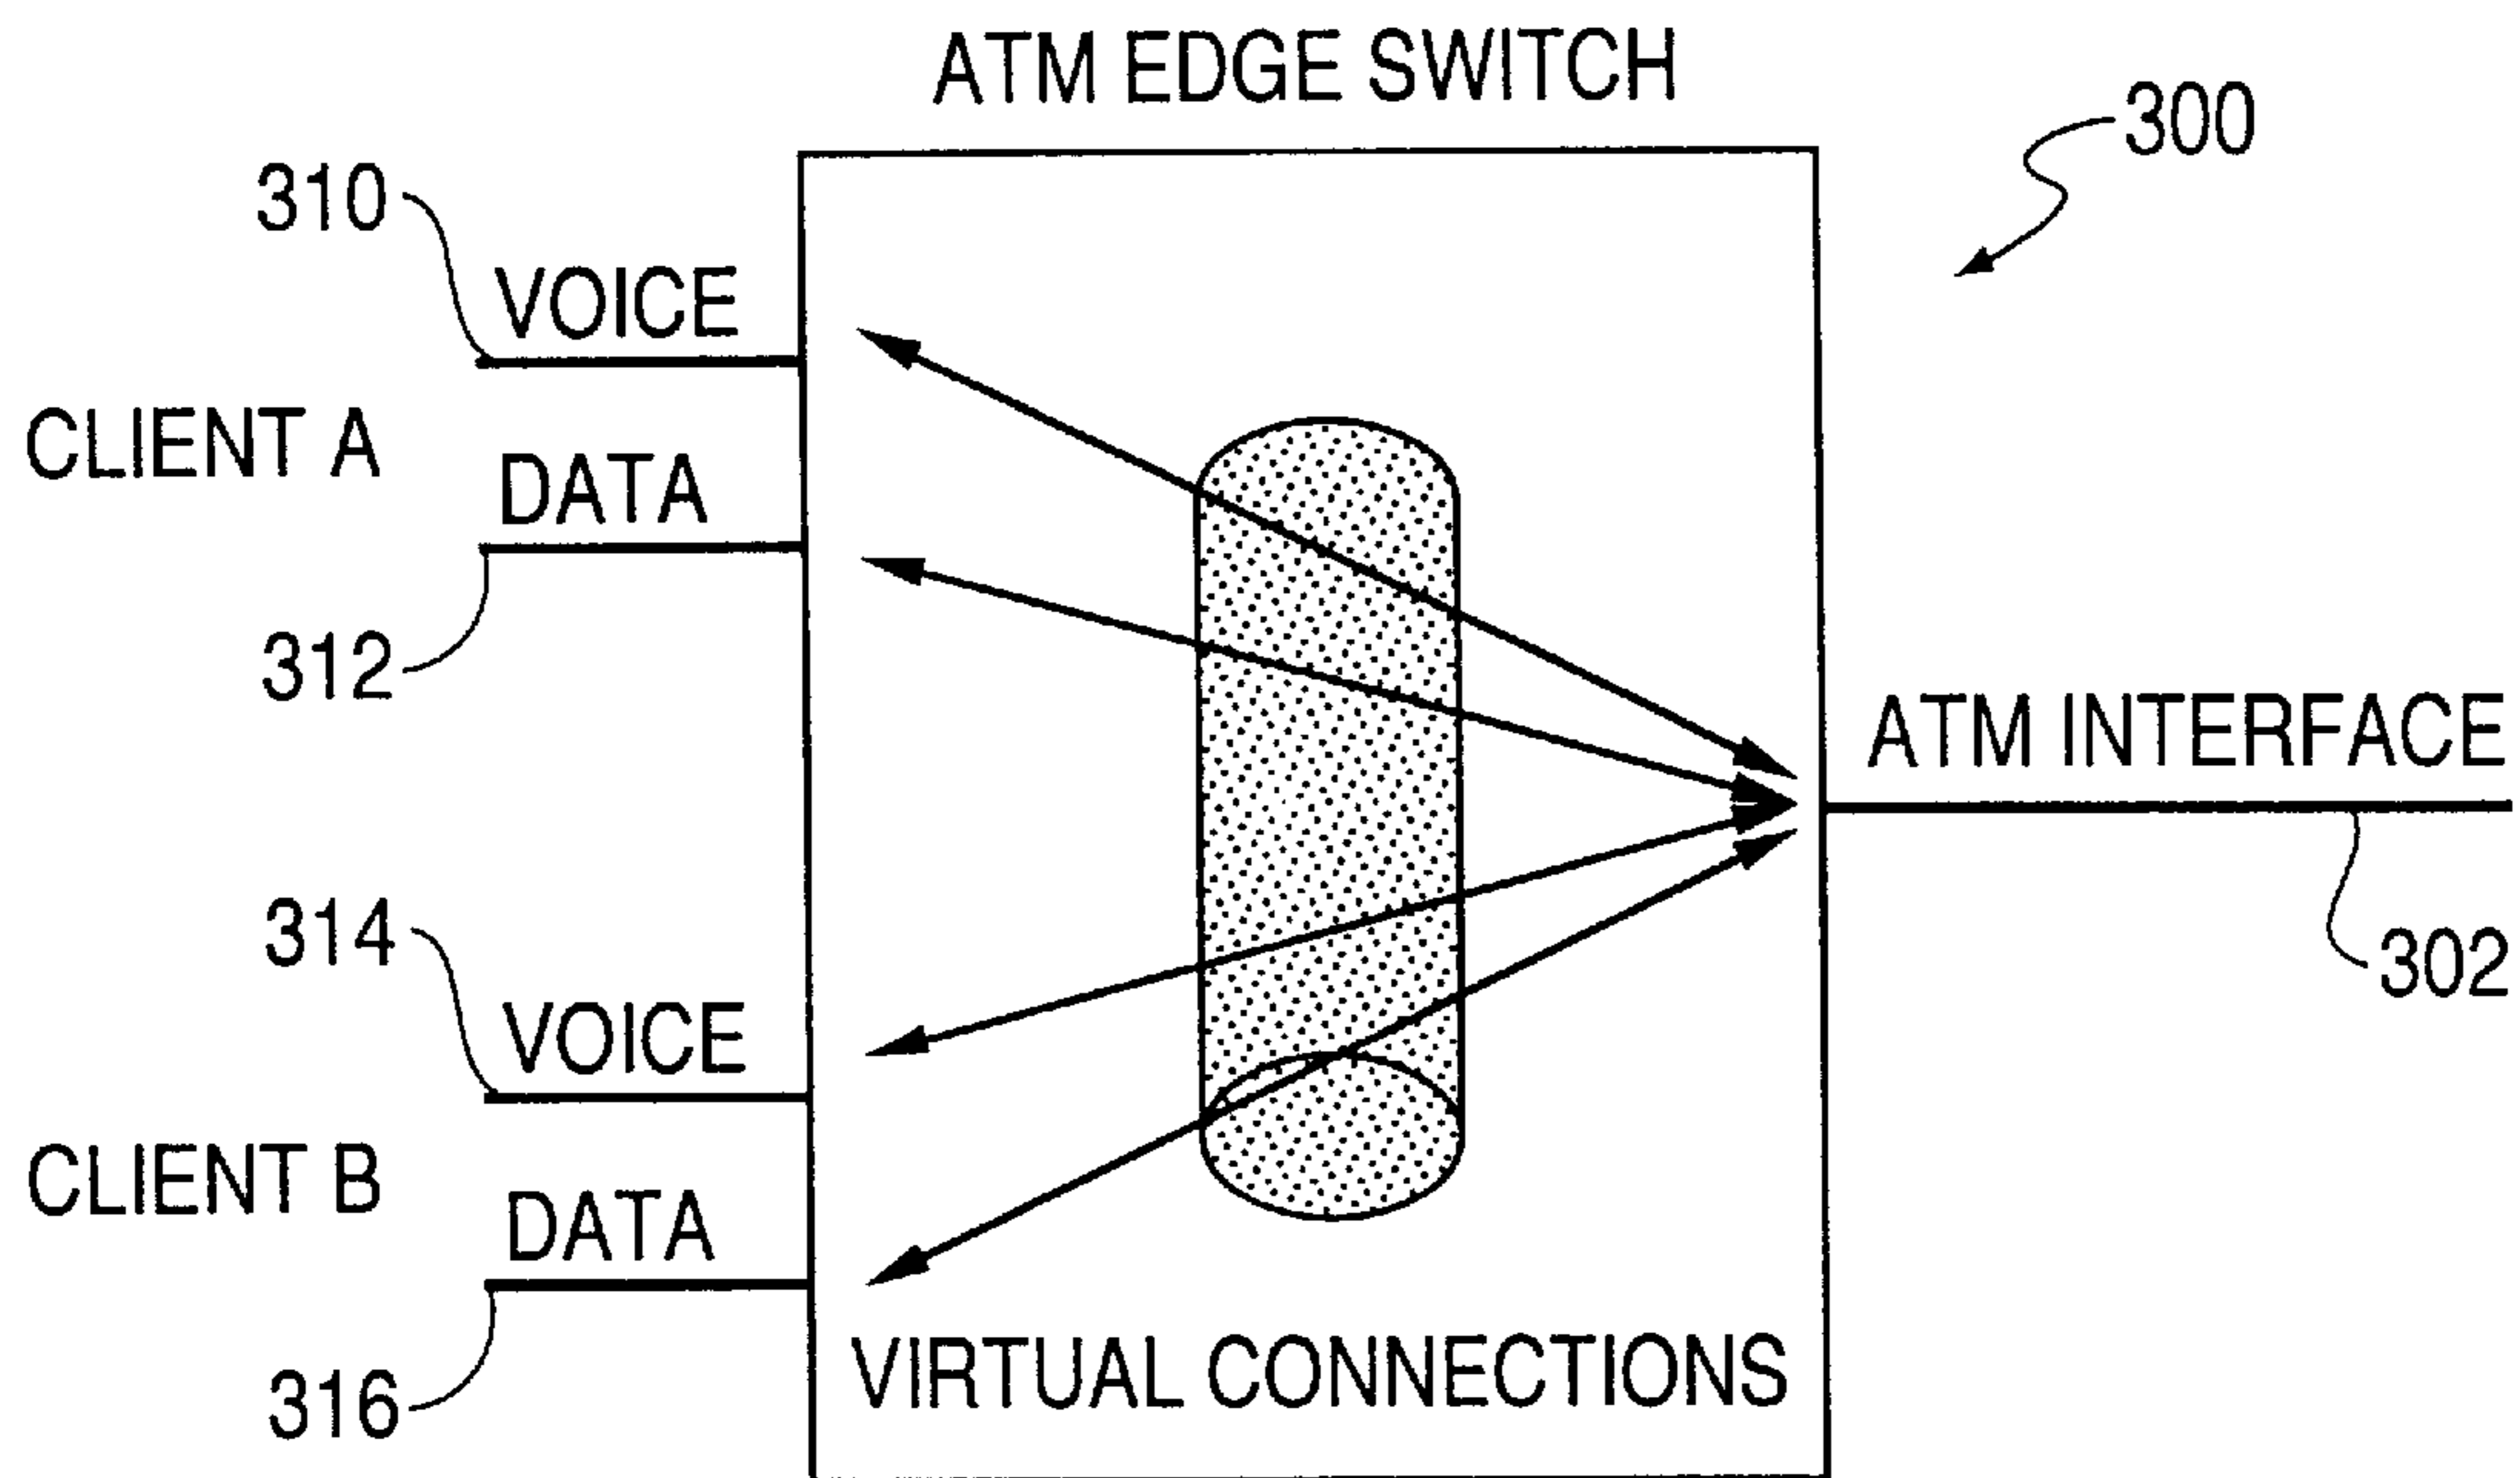 ATM EDGE SWITCH
300
310
VOICE
CLIENT A
DATA
312
ATM INTERFACE
302
314
VOICE
CLIENT B
DATA
316
VIRTUAL CONNECTIONS